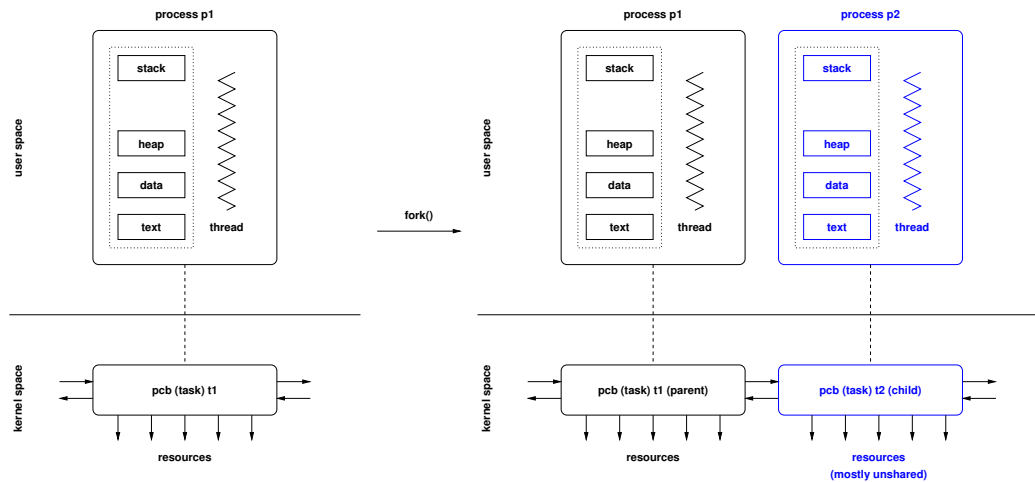 process p1
user space
stack
heap
data
text
thread
kernel space
pcb (task) t1
resources
fork()
process p1
process p2
user space
stack
heap
data
text
thread
stack
heap
data
text
thread
kernel space
pcb (task) t1 (parent)
pcb (task) t2 (child)
resources
resources
(mostly unshared)